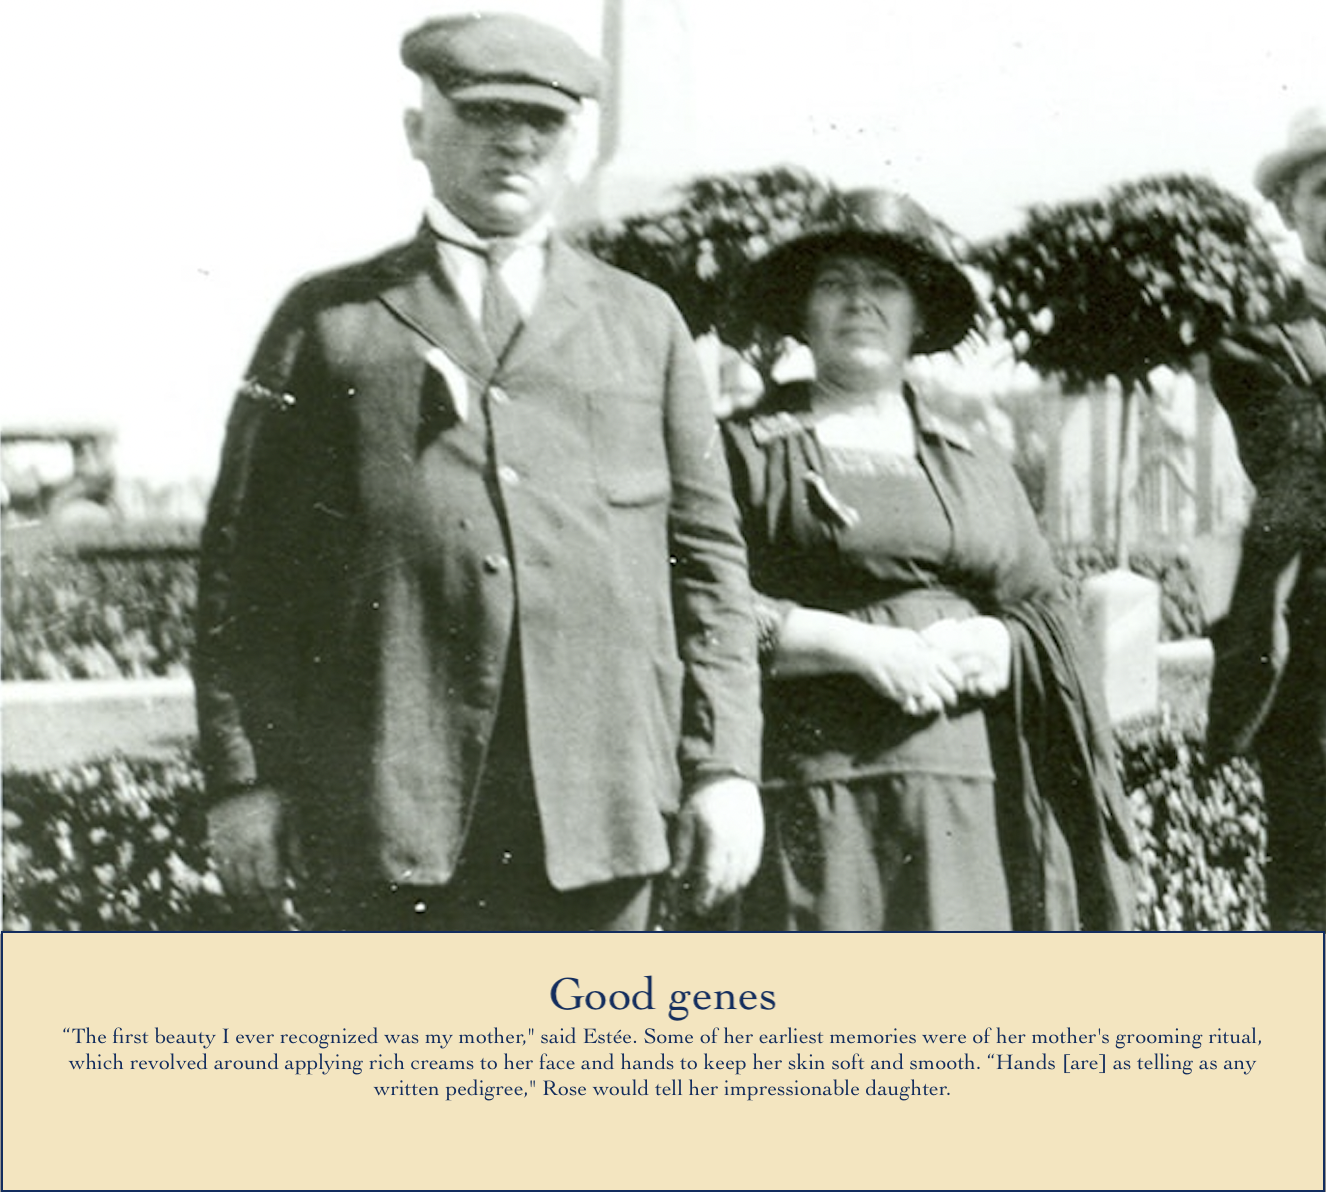 Good genes
“The first beauty I ever recognized was my mother," said Estée. Some of her earliest memories were of her mother's grooming ritual,
which revolved around applying rich creams to her face and hands to keep her skin soft and smooth. “Hands [are] as telling as any
written pedigree," Rose would tell her impressionable daughter.